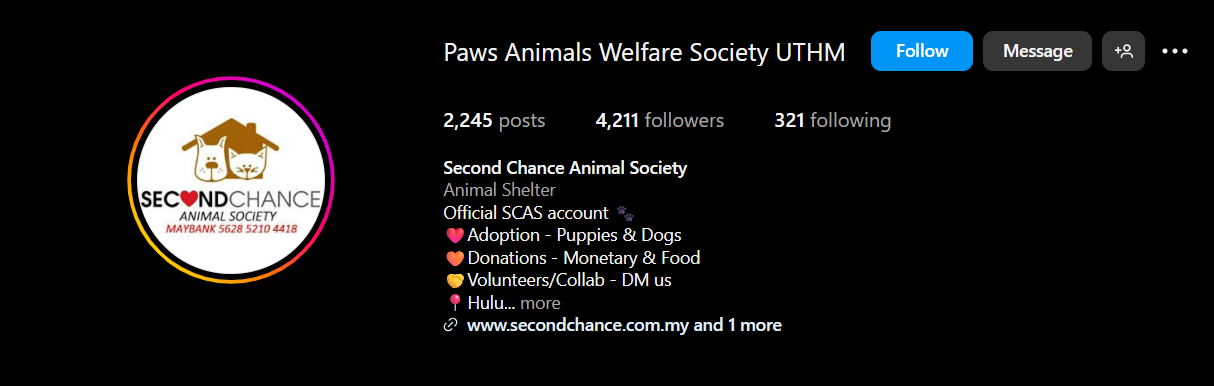 Paws Animals Welfare Society UTHM
Follow
Message
2,245 posts
4,211 followers
321 following
SECONDCHANCE
ANIMAL SOCIETY
MAYBANK 5628 5210 4418
Second Chance Animal Society
Animal Shelter
Official SCAS account 🐾
❤️Adoption - Puppies & Dogs
🧡Donations - Monetary & Food
🤝Volunteers/Collab - DM us
📍Hulu... more
www.secondchance.com.my and 1 more